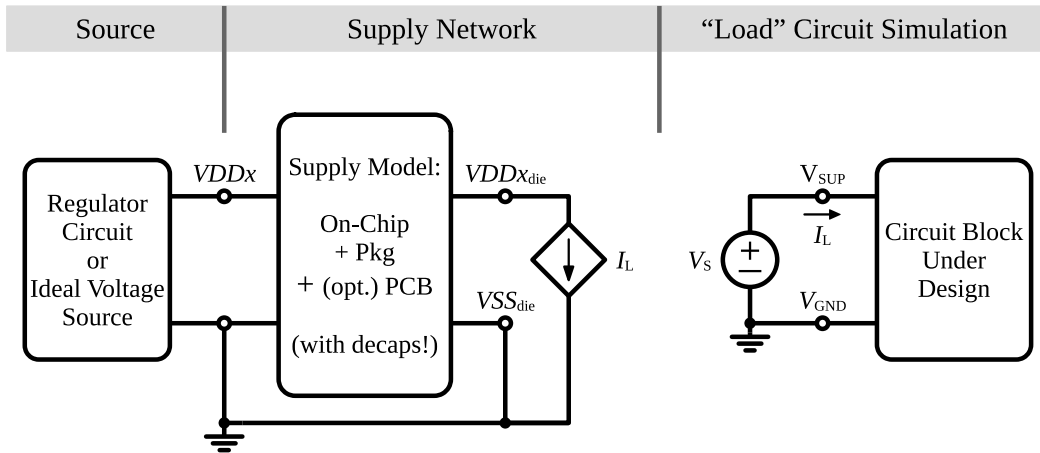 Source
Supply Network
“Load” Circuit Simulation
Regulator
Circuit
or
Ideal Voltage
Source
VDDx
Supply Model:
On-Chip
+ Pkg
+ (opt.) PCB
(with decaps!)
VDDxdie
IL
VSSdie
VS
+
−
VSUP
IL
VGND
Circuit Block
Under
Design